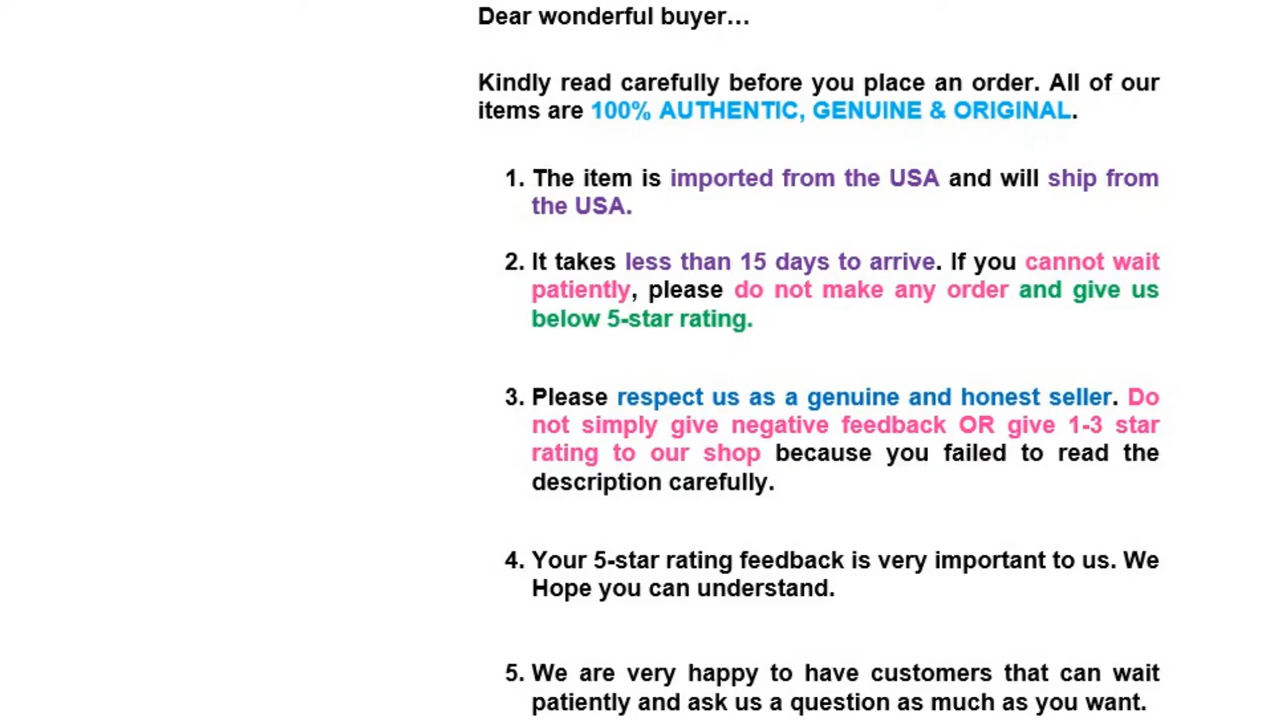 Dear wonderful buyer…
Kindly read carefully before you place an order. All of our
items are 100% AUTHENTIC, GENUINE & ORIGINAL.
1. The item is imported from the USA and will ship from
the USA.
2. It takes less than 15 days to arrive. If you cannot wait
patiently, please do not make any order and give us
below 5-star rating.
3. Please respect us as a genuine and honest seller. Do
not simply give negative feedback OR give 1-3 star
rating to our shop because you failed to read the
description carefully.
4. Your 5-star rating feedback is very important to us. We
Hope you can understand.
5. We are very happy to have customers that can wait
patiently and ask us a question as much as you want.